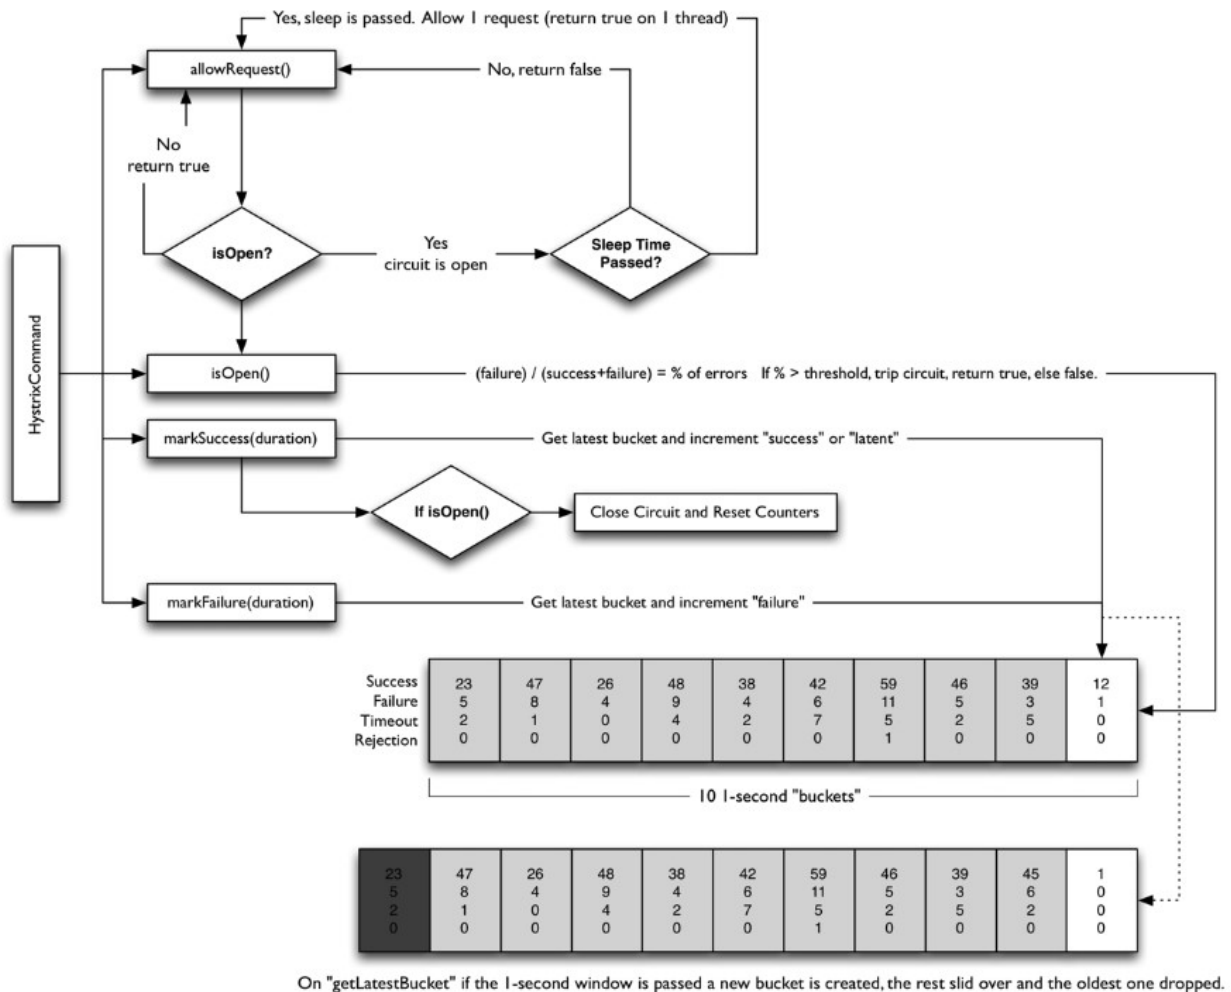 Yes, sleep is passed. Allow 1 request (return true on 1 thread)
allowRequest()
No, return false
No
return true
isOpen?
Yes
circuit is open
Sleep Time
Passed?
HystrixCommand
isOpen()
(failure) / (success+failure) = % of errors   If % > threshold, trip circuit, return true, else false.
markSuccess(duration)
Get latest bucket and increment "success" or "latent"
If isOpen()
Close Circuit and Reset Counters
markFailure(duration)
Get latest bucket and increment "failure"
Success 23 47 26 48 38 42 59 46 39 12
Failure 5 8 4 9 4 6 11 5 3 1
Timeout 2 1 0 4 2 7 5 2 5 0
Rejection 0 0 0 0 0 0 1 0 0 0
10 1-second "buckets"
23 47 26 48 38 42 59 46 39 45 1
5 8 4 9 4 6 11 5 3 6 0
2 1 0 4 2 7 5 2 5 2 0
0 0 0 0 0 0 1 0 0 0 0
On "getLatestBucket" if the 1-second window is passed a new bucket is created, the rest slid over and the oldest one dropped.